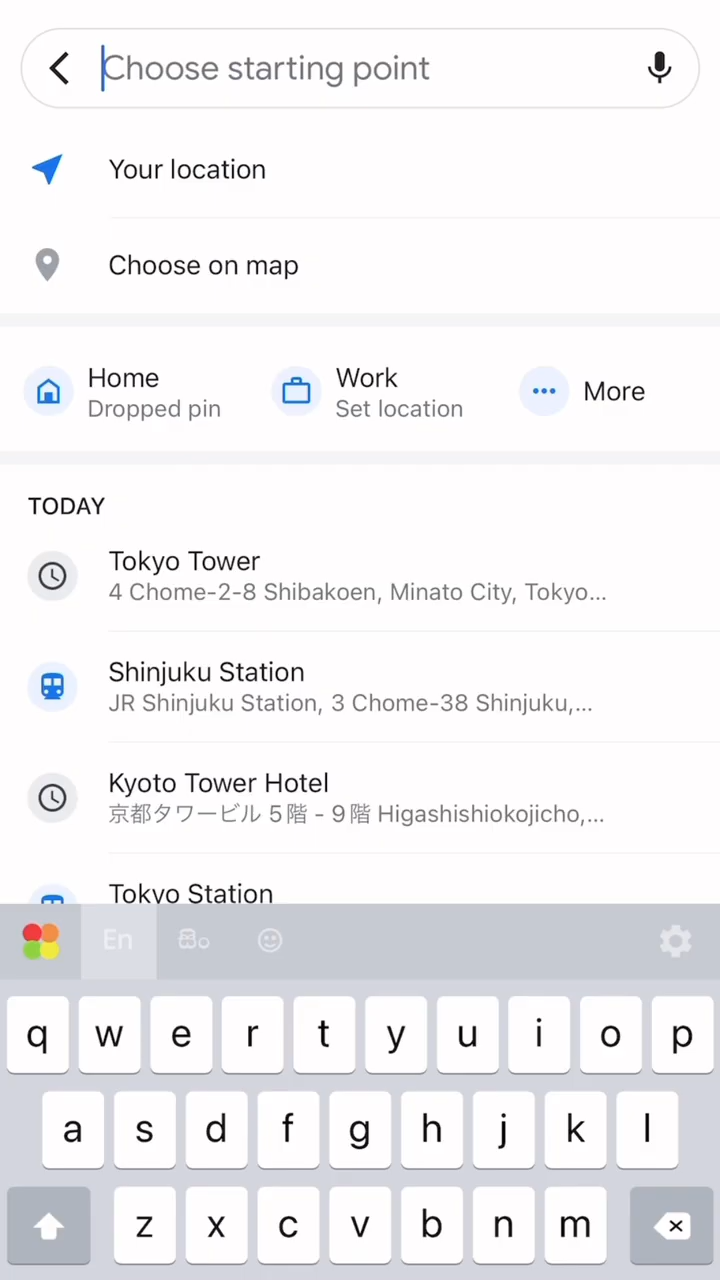 Choose starting point
Your location
Choose on map
Home
Dropped pin
Work
Set location
More
TODAY
Tokyo Tower
4 Chome-2-8 Shibakoen, Minato City, Tokyo...
Shinjuku Station
JR Shinjuku Station, 3 Chome-38 Shinjuku,...
Kyoto Tower Hotel
京都タワービル 5階 - 9階 Higashishiokojicho,...
Tokyo Station
En
q w e r t y u i o p
a s d f g h j k l
z x c v b n m